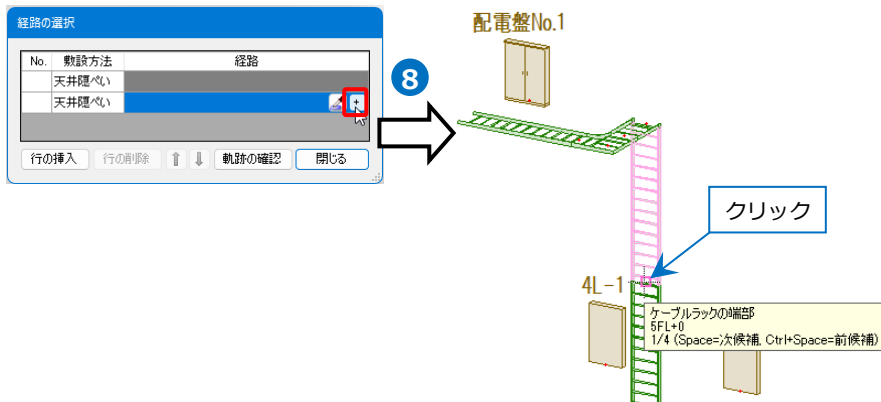 経路の選択
No. 敷設方法 経路
天井隠ぺい
天井隠ぺい +
行の挿入 行の削除 ⬆ ⬇ 軌跡の確認 閉じる
8
配電盤No.1
クリック
4L-1
ケーブルラックの端部
5FL+0
1/4 (Space=次候補, Ctrl+Space=前候補)